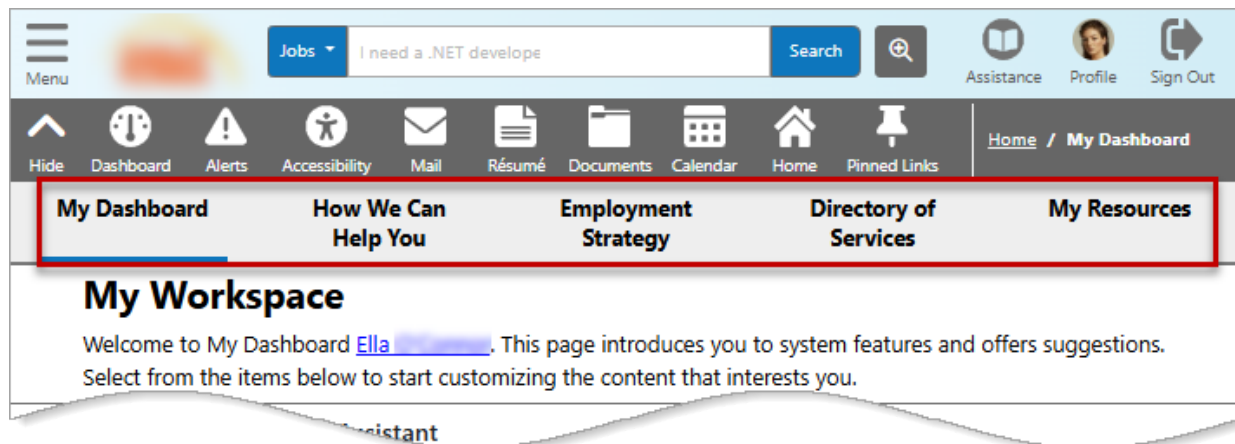 Menu
Jobs
I need a .NET develope
Search
Assistance
Profile
Sign Out
Hide
Dashboard
Alerts
Accessibility
Mail
Résumé
Documents
Calendar
Home
Pinned Links
Home / My Dashboard
My Dashboard
How We Can
Help You
Employment
Strategy
Directory of
Services
My Resources
My Workspace
Welcome to My Dashboard Ella . This page introduces you to system features and offers suggestions.
Select from the items below to start customizing the content that interests you.